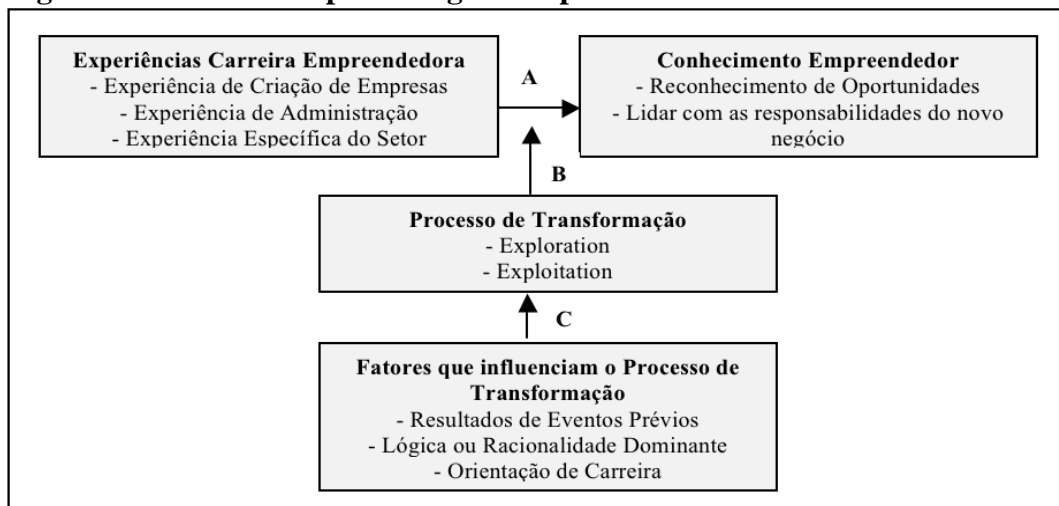 Experiências Carreira Empreendedora
- Experiência de Criação de Empresas
- Experiência de Administração
- Experiência Específica do Setor
A
Conhecimento Empreendedor
- Reconhecimento de Oportunidades
- Lidar com as responsabilidades do novo
negócio
B
Processo de Transformação
- Exploration
- Exploitation
C
Fatores que influenciam o Processo de
Transformação
- Resultados de Eventos Prévios
- Lógica ou Racionalidade Dominante
- Orientação de Carreira